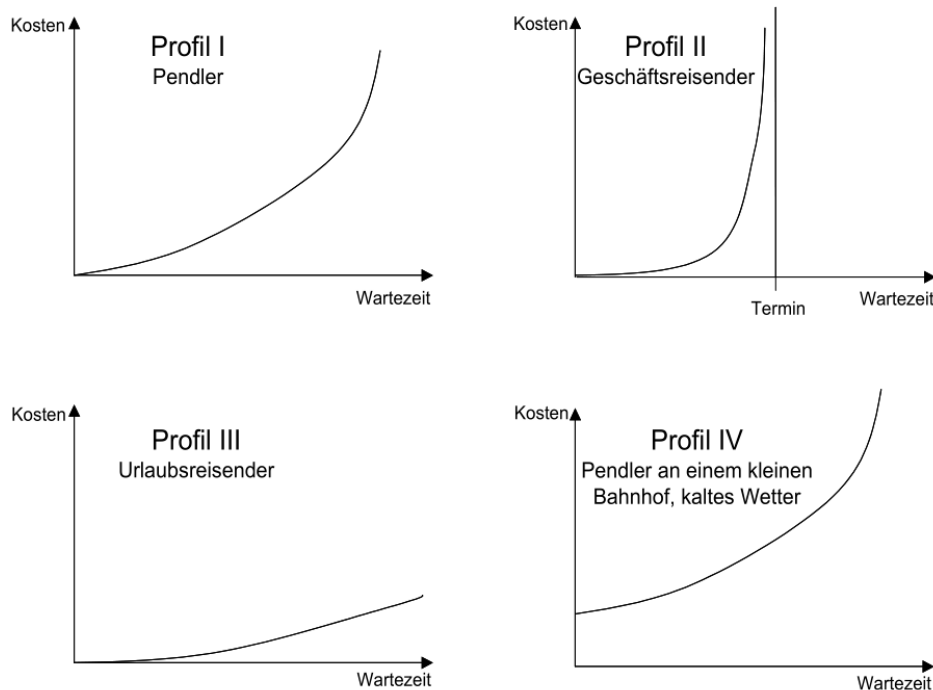 Kosten
Profil I
Pendler
Wartezeit
Kosten
Profil II
Geschäftsreisender
Termin
Wartezeit
Kosten
Profil III
Urlaubsreisender
Wartezeit
Kosten
Profil IV
Pendler an einem kleinen
Bahnhof, kaltes Wetter
Wartezeit